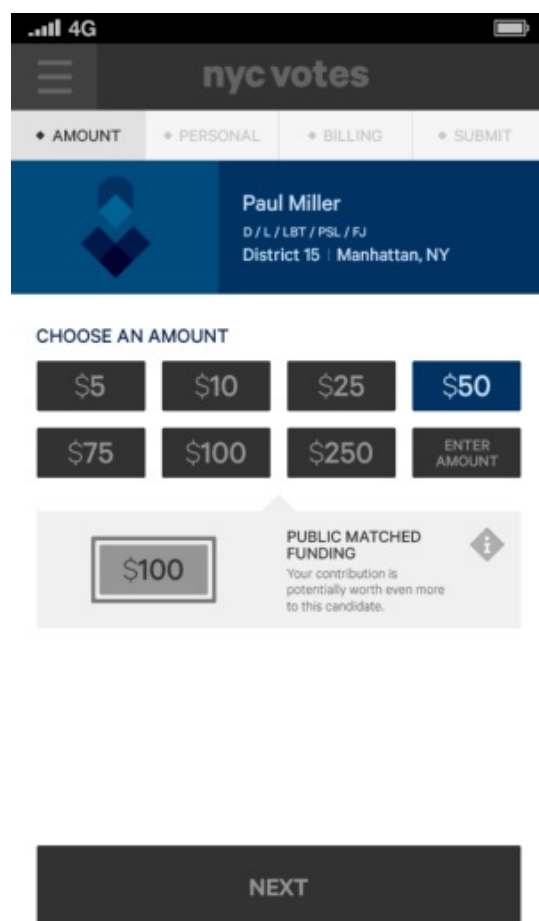 4G
nyc votes
AMOUNT PERSONAL BILLING SUBMIT
Paul Miller
D / L / LBT / PSL / FJ
District 15 | Manhattan, NY
CHOOSE AN AMOUNT
$5 $10 $25 $50
$75 $100 $250 ENTER
AMOUNT
$100
PUBLIC MATCHED
FUNDING
Your contribution is
potentially worth even more
to this candidate.
NEXT